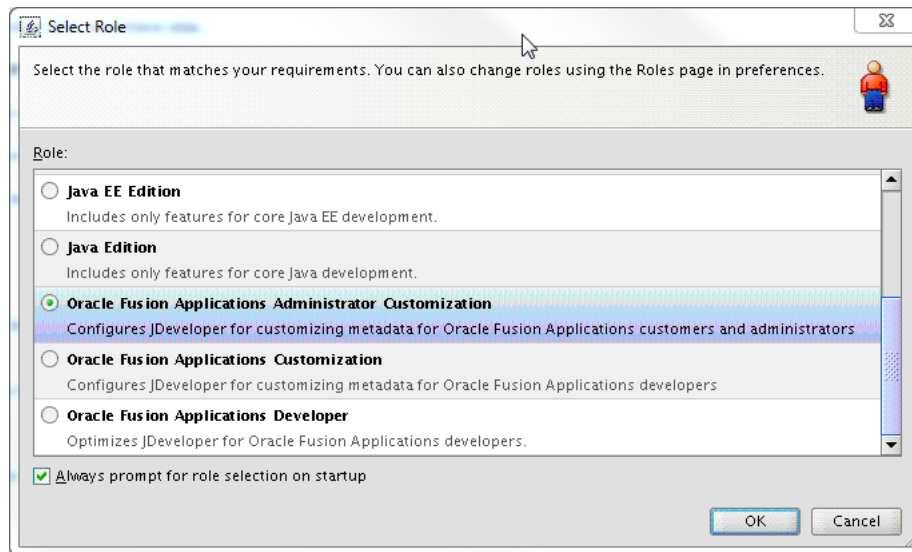 Select Role
Select the role that matches your requirements. You can also change roles using the Roles page in preferences.
Role:
Java EE Edition
Includes only features for core Java EE development.
Java Edition
Includes only features for core Java development.
Oracle Fusion Applications Administrator Customization
Configures JDeveloper for customizing metadata for Oracle Fusion Applications customers and administrators
Oracle Fusion Applications Customization
Configures JDeveloper for customizing metadata for Oracle Fusion Applications developers
Oracle Fusion Applications Developer
Optimizes JDeveloper for Oracle Fusion Applications developers.
Always prompt for role selection on startup
OK Cancel